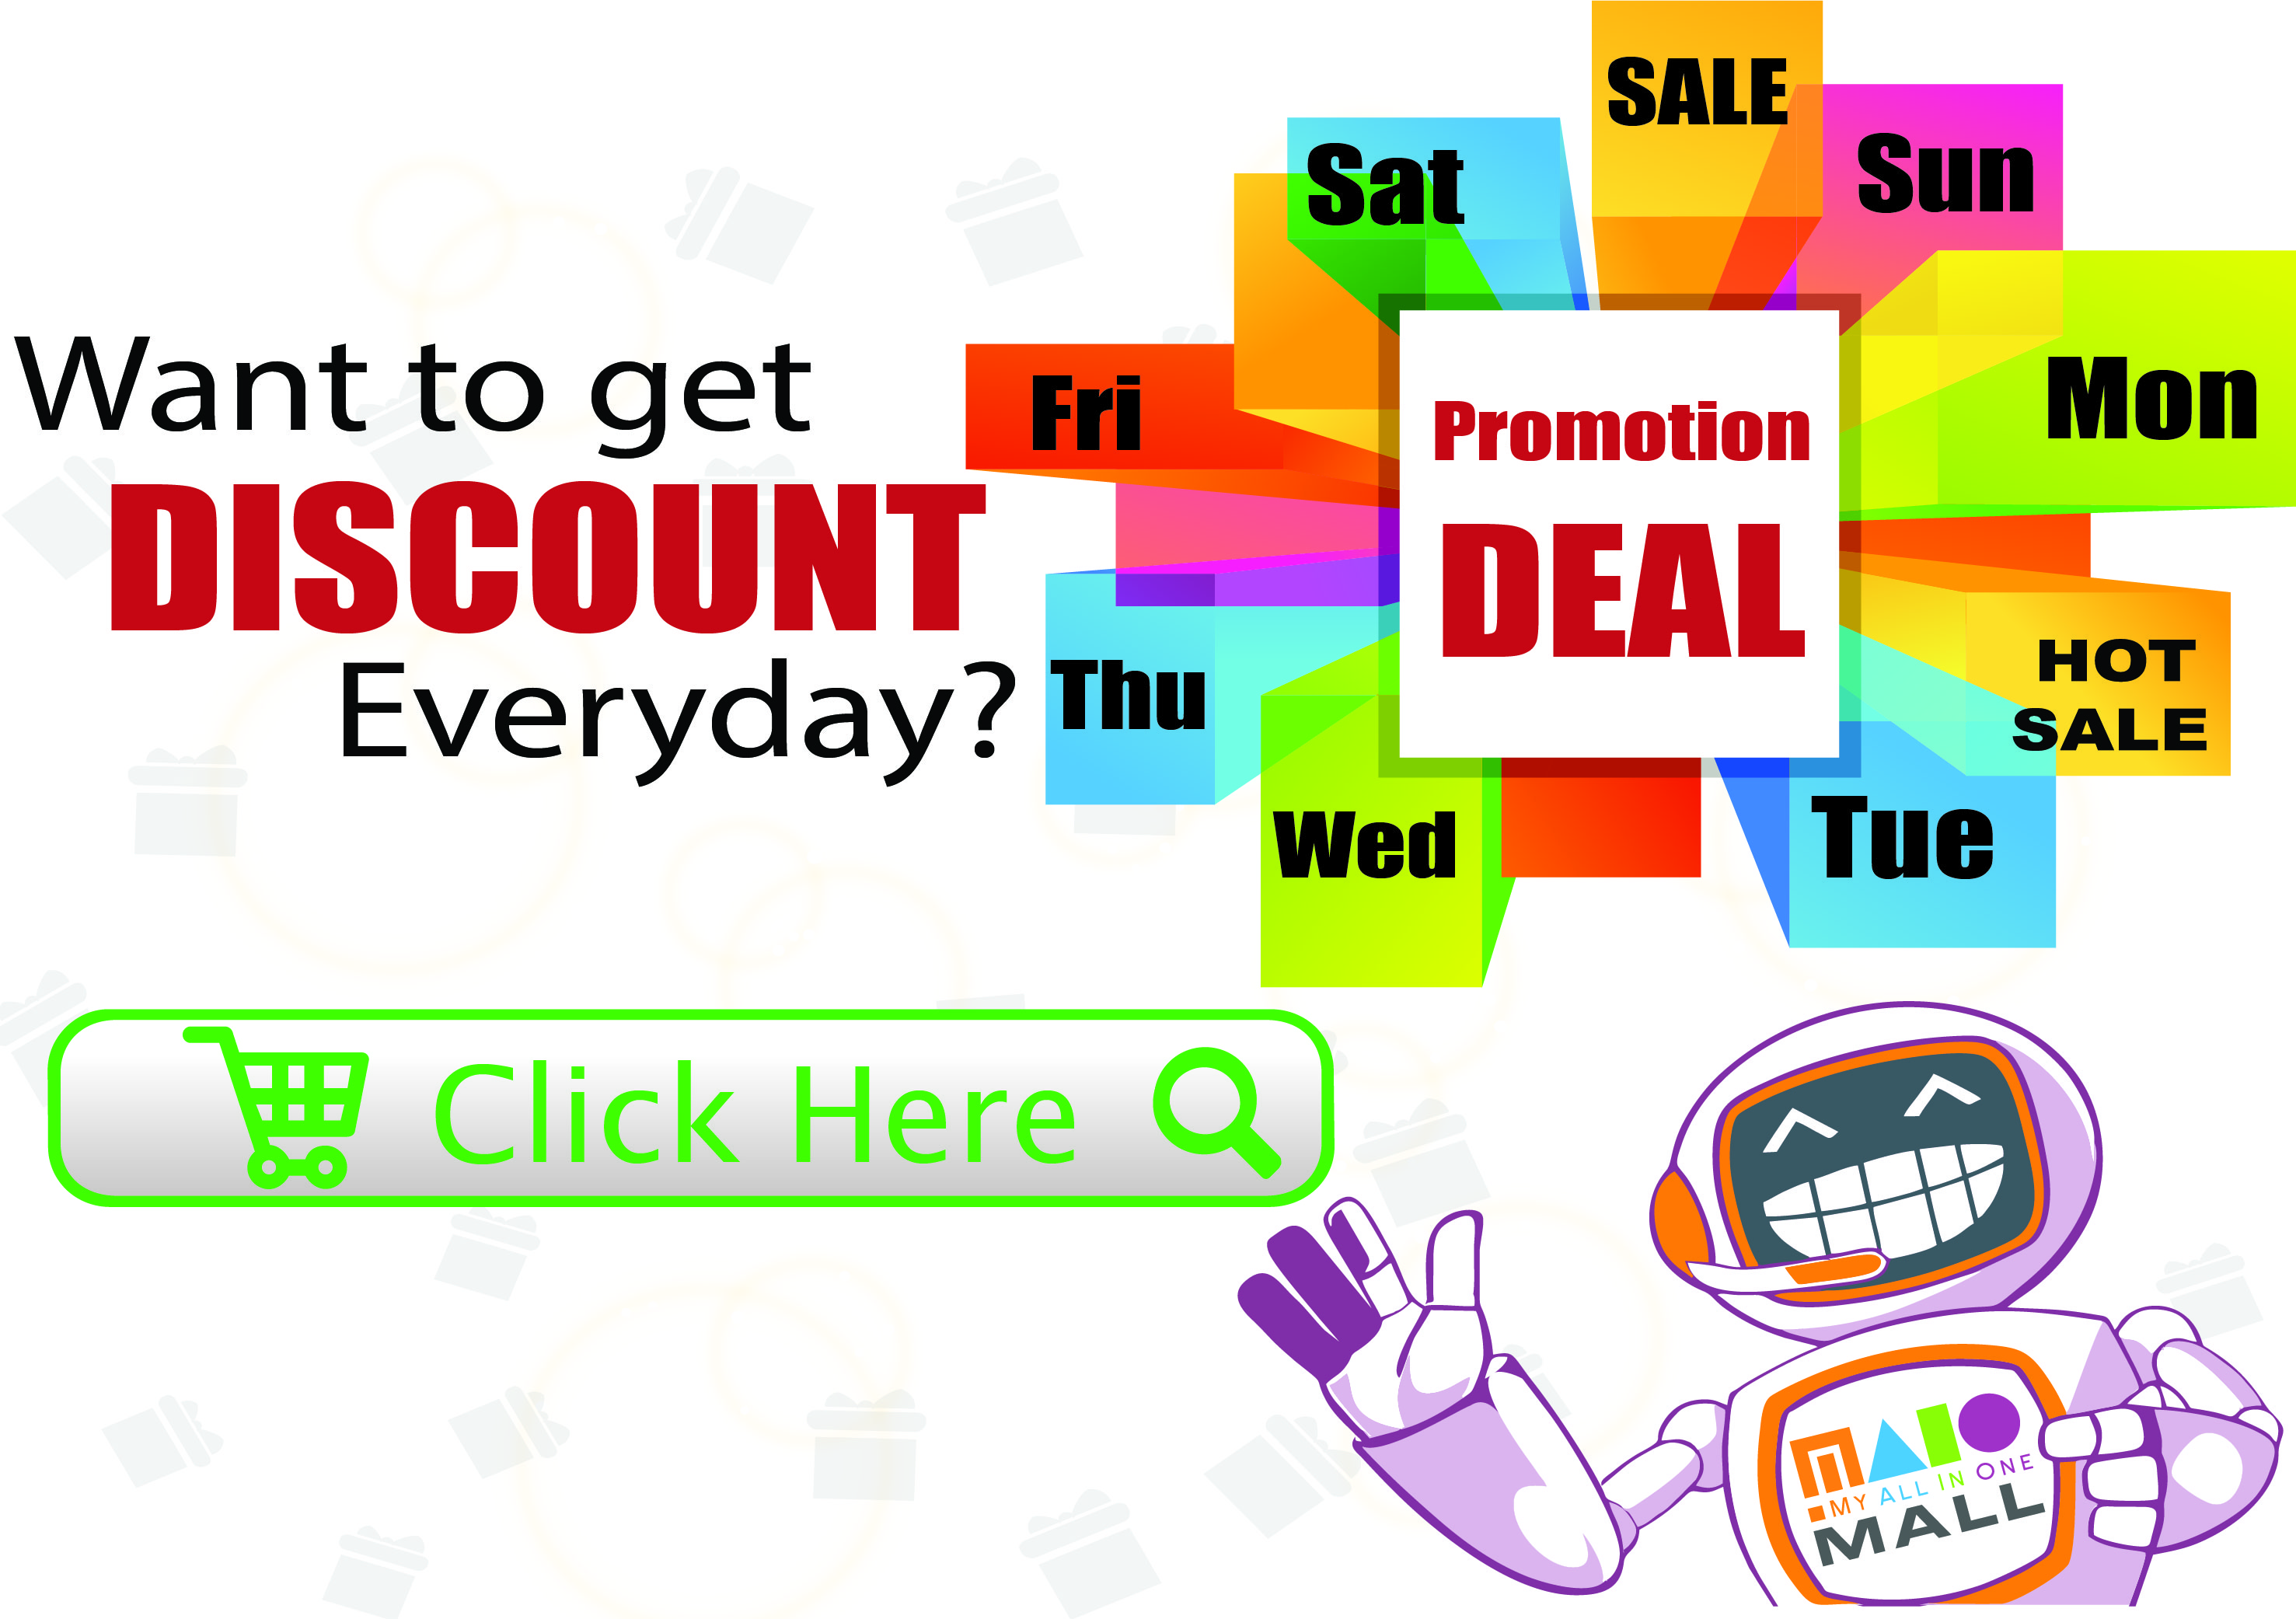 Want to get
DISCOUNT
Everyday?
SALE
Sun
Mon
HOT
SALE
Tue
Wed
Thu
Fri
Sat
Promotion
DEAL
Click Here
MY ALL IN ONE
MALL